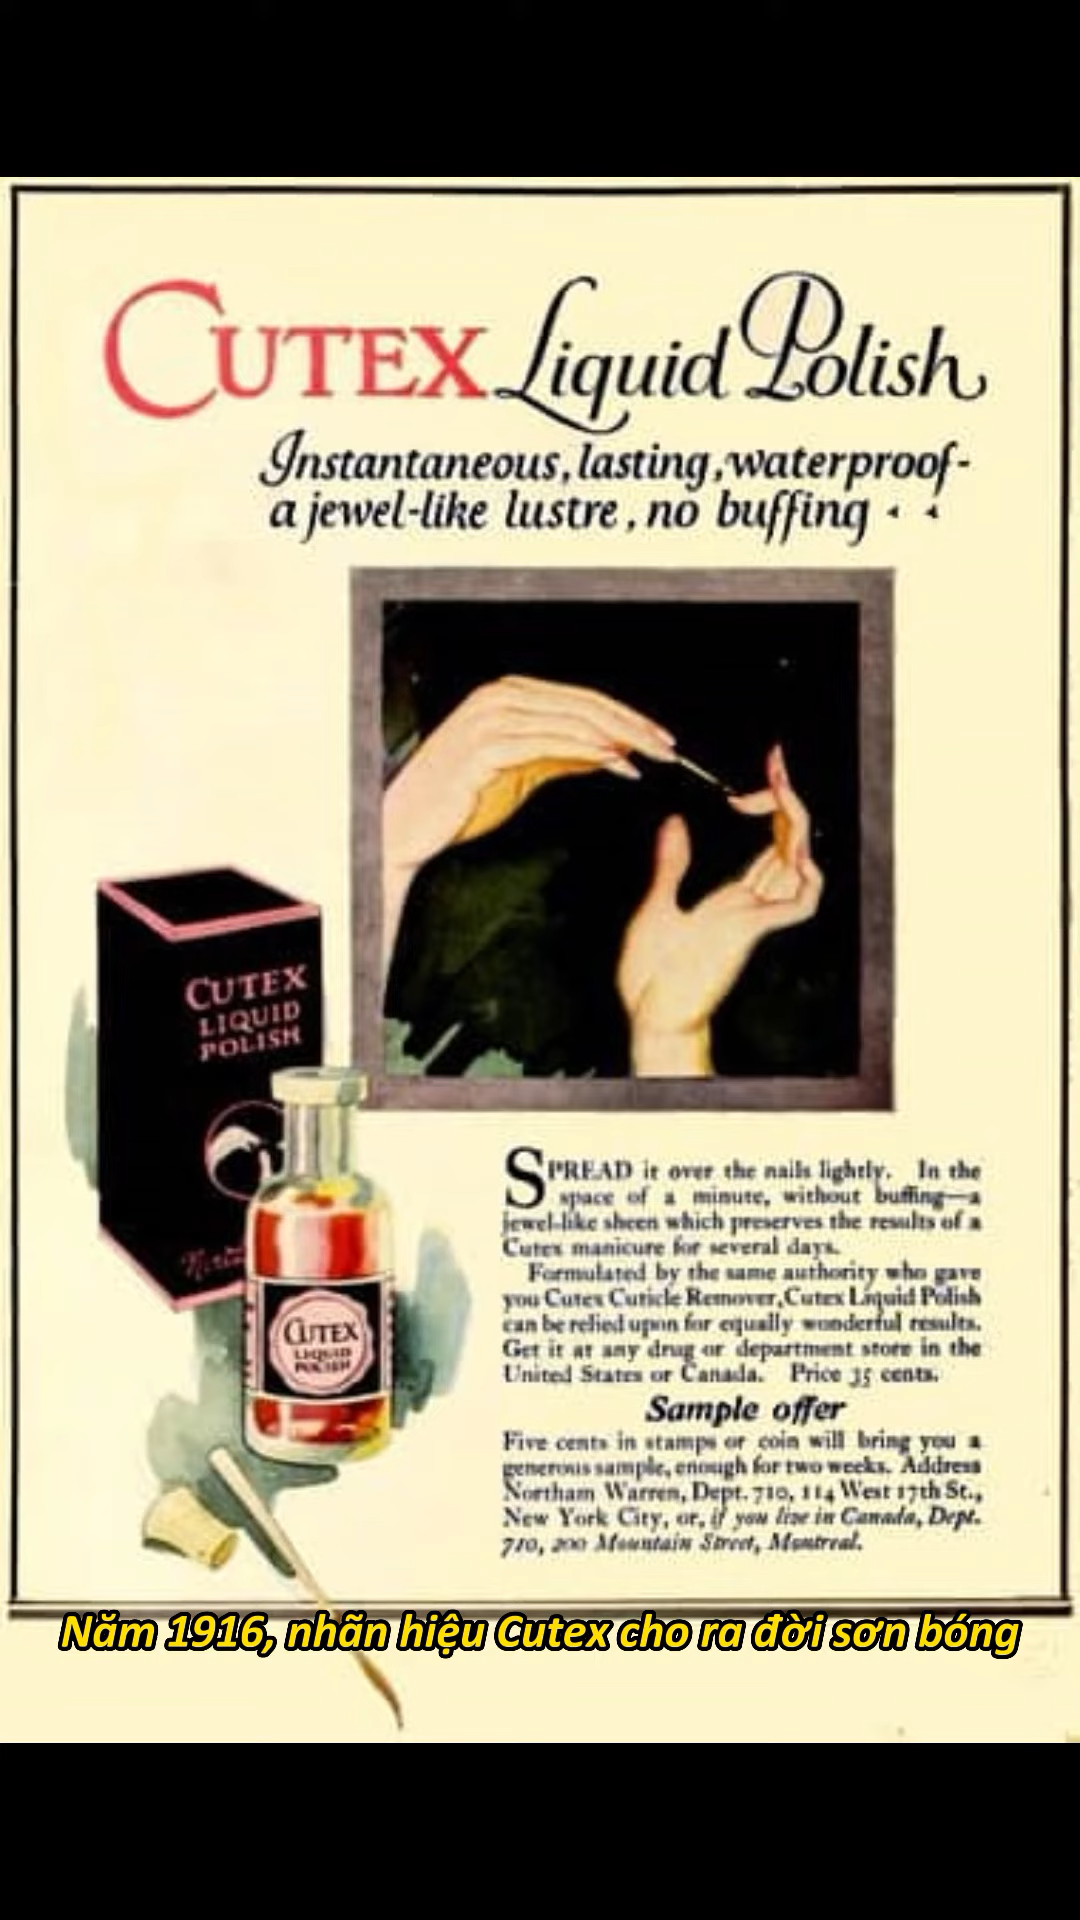 CUTEX Liquid Polish
Instantaneous, lasting, waterproof-
a jewel-like lustre, no buffing
CUTEX
LIQUID
POLISH
CUTEX
LIQUID
POLISH
SPREAD it over the nails lightly. In the
space of a minute, without buffing—a
jewel-like sheen which preserves the results of a
Cutex manicure for several days.
Formulated by the same authority who gave
you Cutex Cuticle Remover, Cutex Liquid Polish
can be relied upon for equally wonderful results.
Get it at any drug or department store in the
United States or Canada. Price 35 cents.
Sample offer
Five cents in stamps or coin will bring you a
generous sample, enough for two weeks. Address
Northam Warren, Dept. 710, 114 West 17th St.,
New York City, or, if you live in Canada, Dept.
710, 200 Mountain Street, Montreal.
Năm 1916, nhãn hiệu Cutex cho ra đời sơn bóng